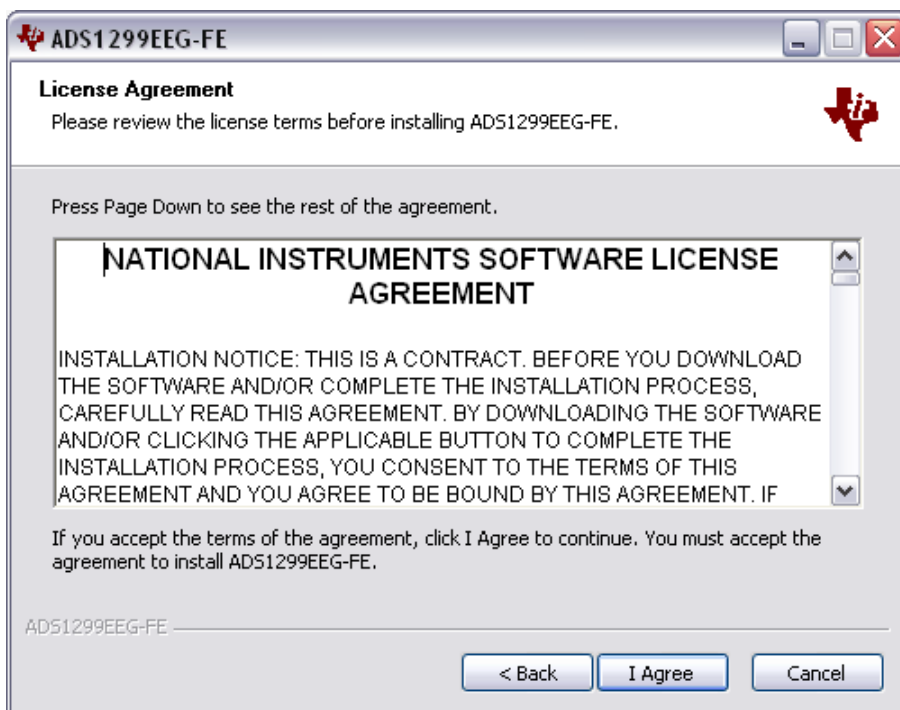 ADS1299EEG-FE
License Agreement
Please review the license terms before installing ADS1299EEG-FE.
Press Page Down to see the rest of the agreement.
NATIONAL INSTRUMENTS SOFTWARE LICENSE
AGREEMENT
INSTALLATION NOTICE: THIS IS A CONTRACT. BEFORE YOU DOWNLOAD
THE SOFTWARE AND/OR COMPLETE THE INSTALLATION PROCESS,
CAREFULLY READ THIS AGREEMENT. BY DOWNLOADING THE SOFTWARE
AND/OR CLICKING THE APPLICABLE BUTTON TO COMPLETE THE
INSTALLATION PROCESS, YOU CONSENT TO THE TERMS OF THIS
AGREEMENT AND YOU AGREE TO BE BOUND BY THIS AGREEMENT. IF
If you accept the terms of the agreement, click I Agree to continue. You must accept the
agreement to install ADS1299EEG-FE.
ADS1299EEG-FE
< Back I Agree Cancel